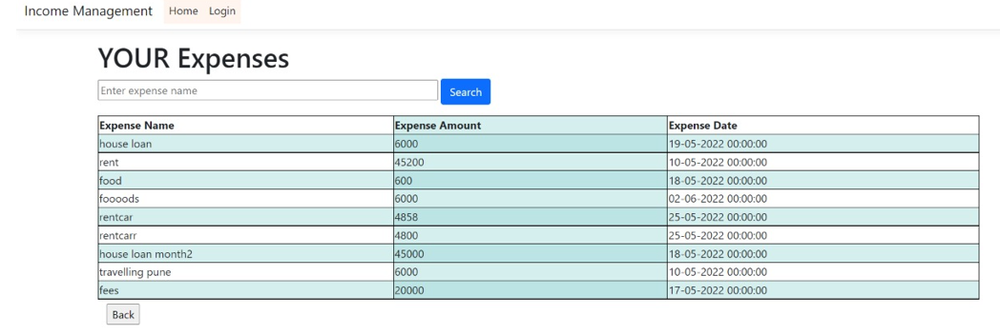 Income Management Home Login
YOUR Expenses
Enter expense name Search
Expense Name Expense Amount Expense Date
house loan 6000 19-05-2022 00:00:00
rent 45200 10-05-2022 00:00:00
food 600 18-05-2022 00:00:00
foooods 6000 02-06-2022 00:00:00
rentcar 4858 25-05-2022 00:00:00
rentcarr 4800 25-05-2022 00:00:00
house loan month2 45000 18-05-2022 00:00:00
travelling pune 6000 10-05-2022 00:00:00
fees 20000 17-05-2022 00:00:00
Back